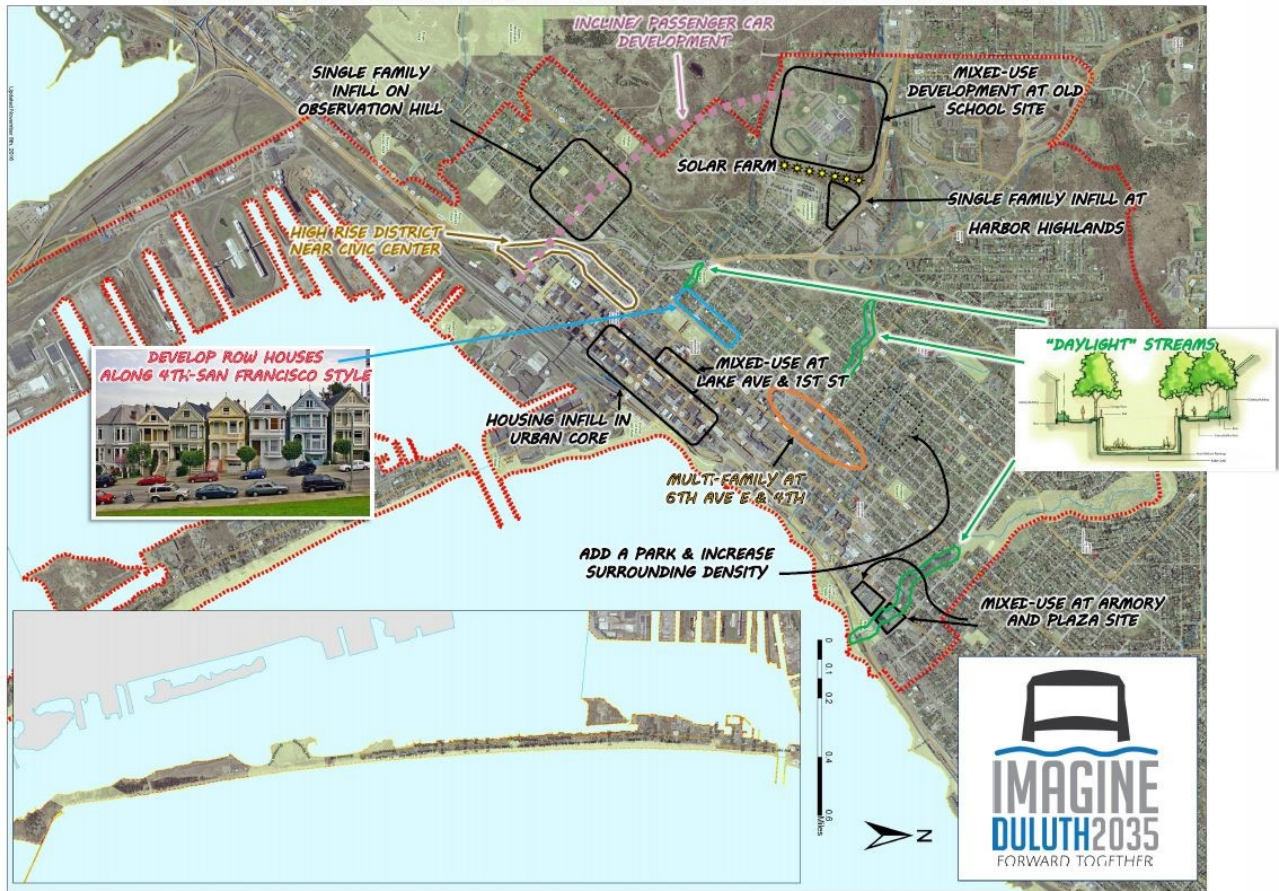 INCLINE/ PASSENGER CAR
DEVELOPMENT
SINGLE FAMILY
INFILL ON
OBSERVATION HILL
MIXED-USE
DEVELOPMENT AT OLD
SCHOOL SITE
SOLAR FARM
SINGLE FAMILY INFILL AT
HARBOR HIGHLANDS
HIGH RISE DISTRICT
NEAR CIVIC CENTER
"DAYLIGHT" STREAMS
DEVELOP ROW HOUSES
ALONG 4TH-SAN FRANCISCO STYLE
MIXED-USE AT
LAKE AVE & 1ST ST
HOUSING INFILL IN
URBAN CORE
MULTI-FAMILY AT
6TH AVE E & 4TH
ADD A PARK & INCREASE
SURROUNDING DENSITY
MIXED-USE AT ARMORY
AND PLAZA SITE
0
0.1
0.2
0.4
0.6
Miles
N
IMAGINE
DULUTH2035
FORWARD TOGETHER